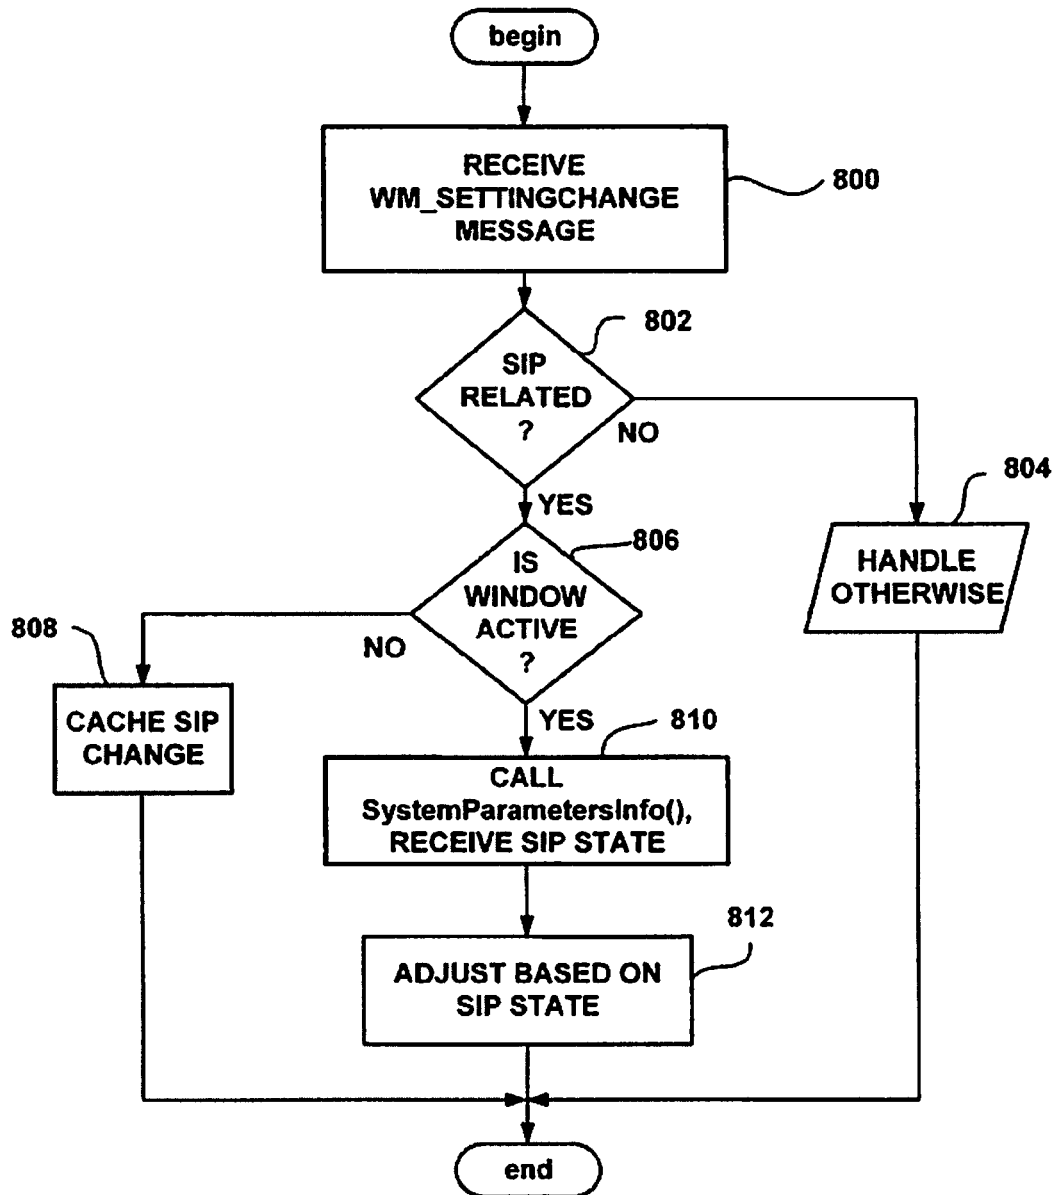 begin
RECEIVE
WM_SETTINGCHANGE
MESSAGE
800
802
SIP
RELATED
?
NO
YES
804
HANDLE
OTHERWISE
806
IS
WINDOW
ACTIVE
?
NO
808
CACHE SIP
CHANGE
YES
810
CALL
SystemParametersInfo(),
RECEIVE SIP STATE
812
ADJUST BASED ON
SIP STATE
end